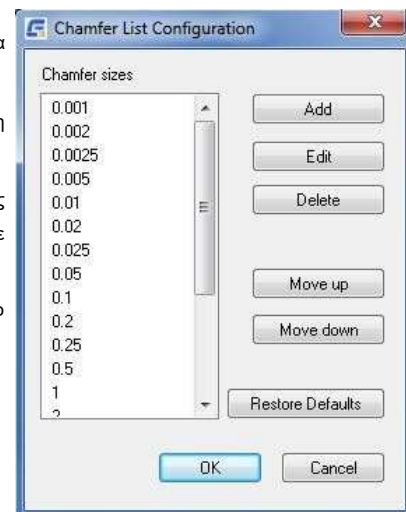 Chamfer List Configuration
Chamfer sizes
0.001
0.002
0.0025
0.005
0.01
0.02
0.025
0.05
0.1
0.2
0.25
0.5
1
Add
Edit
Delete
Move up
Move down
Restore Defaults
OK
Cancel